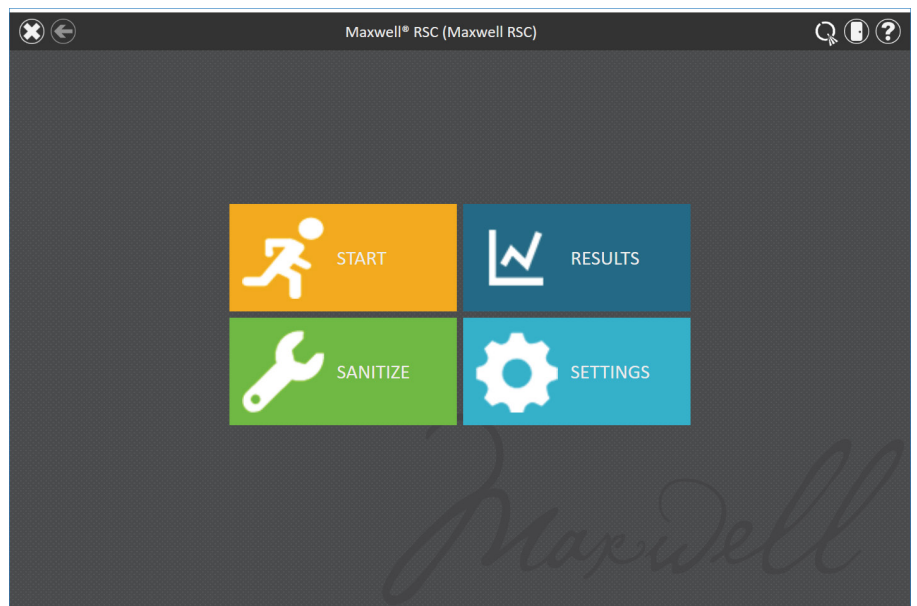 Maxwell® RSC (Maxwell RSC)
?
START
RESULTS
SANITIZE
SETTINGS
Maxwell